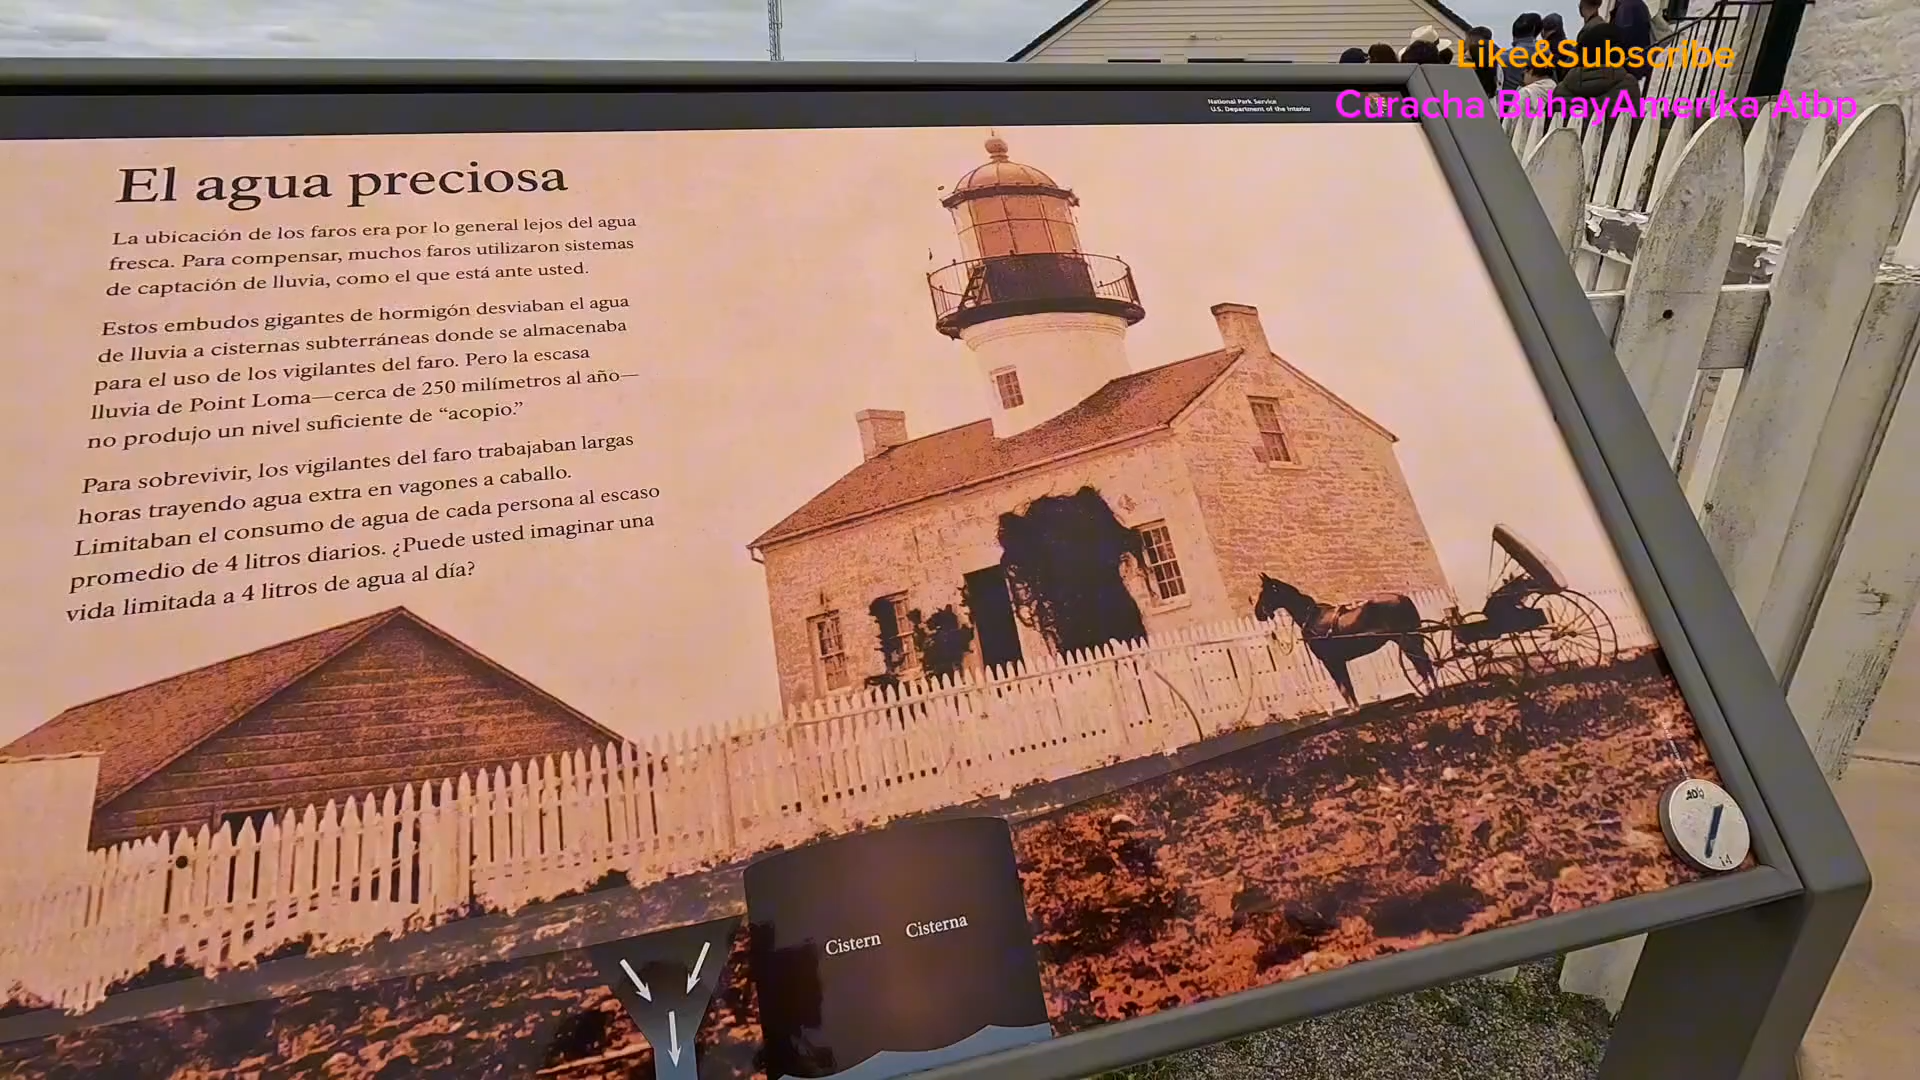 Like&Subscribe
Curacha BuhayAmerika Atbp
National Park Service
U.S. Department of the Interior
El agua preciosa
La ubicación de los faros era por lo general lejos del agua
fresca. Para compensar, muchos faros utilizaron sistemas
de captación de lluvia, como el que está ante usted.
Estos embudos gigantes de hormigón desviaban el agua
de lluvia a cisternas subterráneas donde se almacenaba
para el uso de los vigilantes del faro. Pero la escasa
lluvia de Point Loma—cerca de 250 milímetros al año—
no produjo un nivel suficiente de “acopio.”
Para sobrevivir, los vigilantes del faro trabajaban largas
horas trayendo agua extra en vagones a caballo.
Limitaban el consumo de agua de cada persona al escaso
promedio de 4 litros diarios. ¿Puede usted imaginar una
vida limitada a 4 litros de agua al día?
Cistern Cisterna